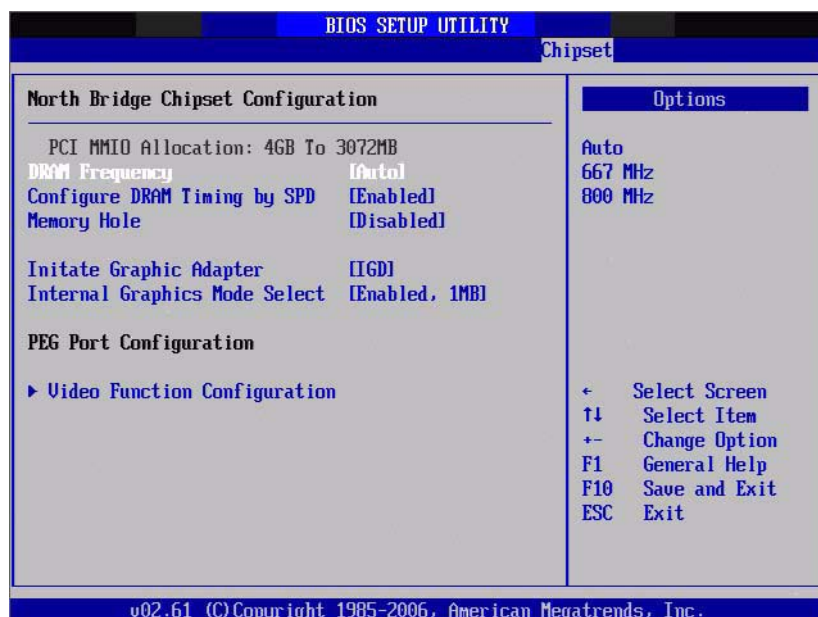 BIOS SETUP UTILITY
Chipset
North Bridge Chipset Configuration
PCI MMIO Allocation: 4GB To 3072MB
DRAM Frequency [Auto]
Configure DRAM Timing by SPD [Enabled]
Memory Hole [Disabled]
Initate Graphic Adapter [IGD]
Internal Graphics Mode Select [Enabled, 1MB]
PEG Port Configuration
▶ Video Function Configuration
Options
Auto
667 MHz
800 MHz
← Select Screen
↑↓ Select Item
+- Change Option
F1 General Help
F10 Save and Exit
ESC Exit
v02.61 (C)Copyright 1985-2006, American Megatrends, Inc.